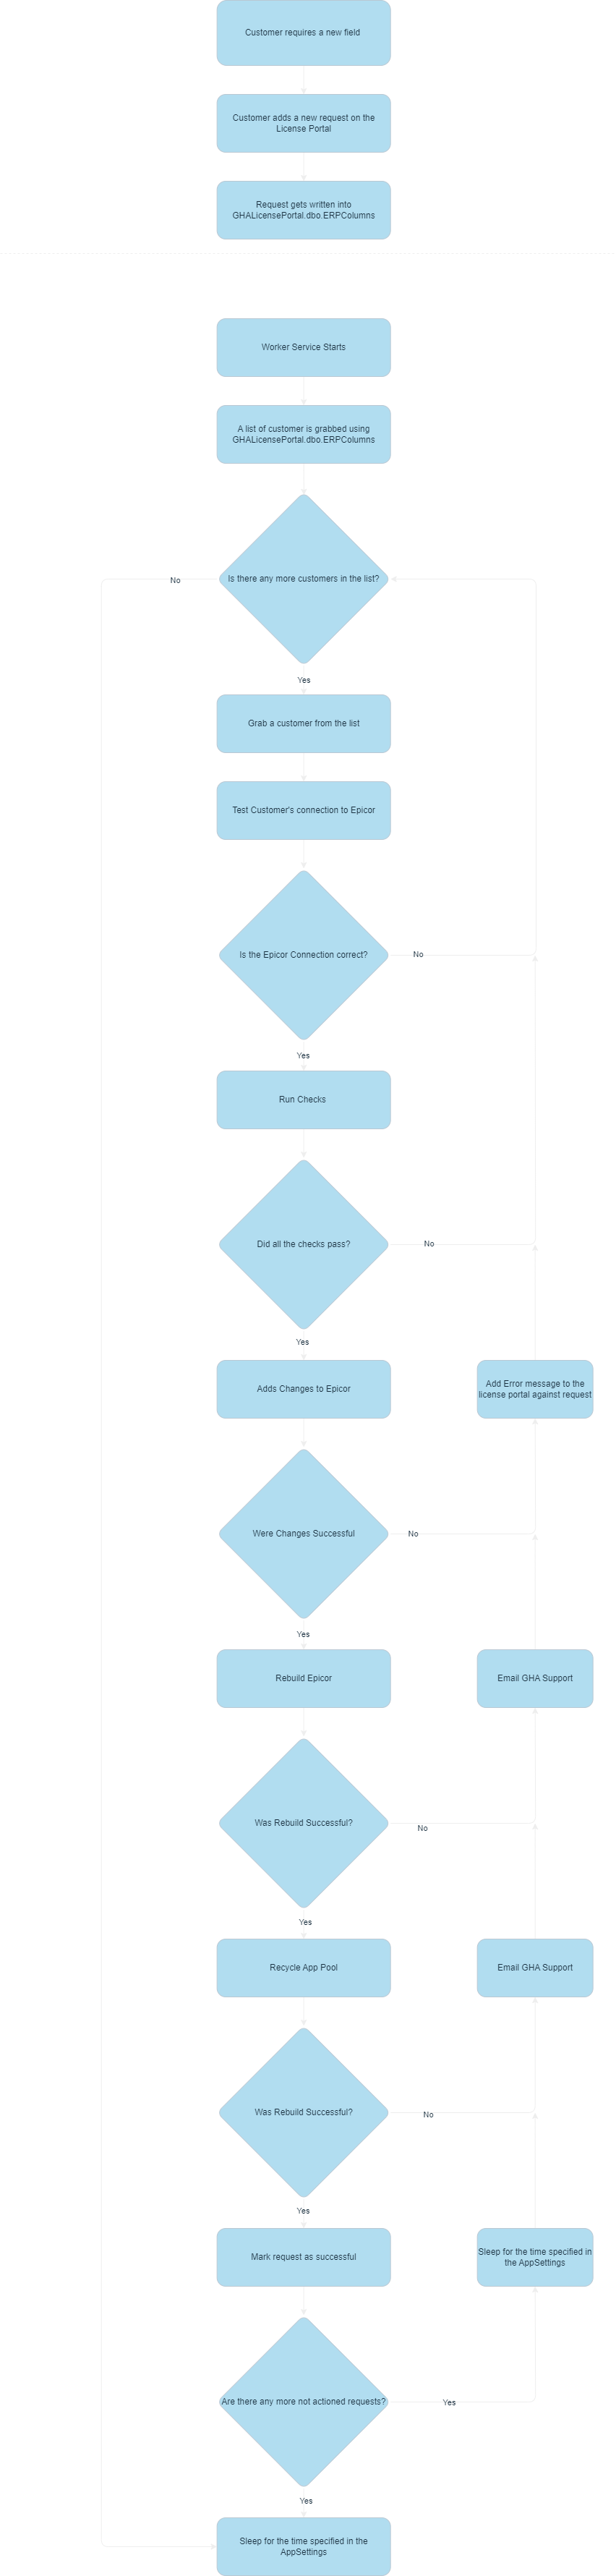 Customer requires a new field
Customer adds a new request on the
License Portal
Request gets written into
GHALicensePortal.dbo.ERPColumns
Worker Service Starts
A list of customer is grabbed using
GHALicensePortal.dbo.ERPColumns
Is there any more customers in the list?
No
Yes
Grab a customer from the list
Test Customer's connection to Epicor
Is the Epicor Connection correct?
No
Yes
Run Checks
Did all the checks pass?
No
Yes
Adds Changes to Epicor
Add Error message to the
license portal against request
Were Changes Successful
No
Yes
Rebuild Epicor
Email GHA Support
Was Rebuild Successful?
No
Yes
Recycle App Pool
Email GHA Support
Was Rebuild Successful?
No
Yes
Mark request as successful
Sleep for the time specified in
the AppSettings
Are there any more not actioned requests?
Yes
Yes
Sleep for the time specified in the
AppSettings